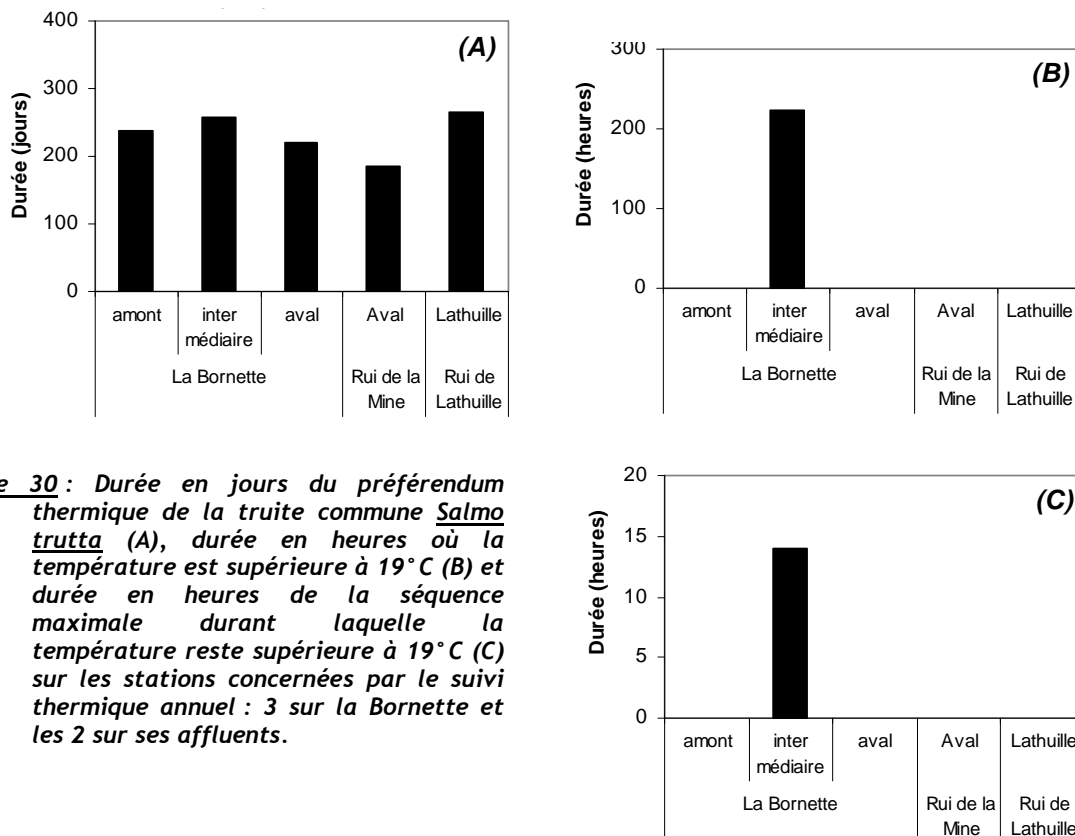 400
300
200
100
0
Durée (jours)
(A)
amont
inter
médiaire
aval
Aval
Lathuille
La Bornette
Rui de la
Mine
Rui de
Lathuille
300
200
100
0
Durée (heures)
(B)
amont
inter
médiaire
aval
Aval
Lathuille
La Bornette
Rui de la
Mine
Rui de
Lathuille
e 30 : Durée en jours du préférendum
thermique de la truite commune Salmo
trutta (A), durée en heures où la
température est supérieure à 19°C (B) et
durée en heures de la séquence
maximale durant laquelle la
température reste supérieure à 19°C (C)
sur les stations concernées par le suivi
thermique annuel : 3 sur la Bornette et
les 2 sur ses affluents.
20
15
10
5
0
Durée (heures)
(C)
amont
inter
médiaire
aval
Aval
Lathuille
La Bornette
Rui de la
Mine
Rui de
Lathuille